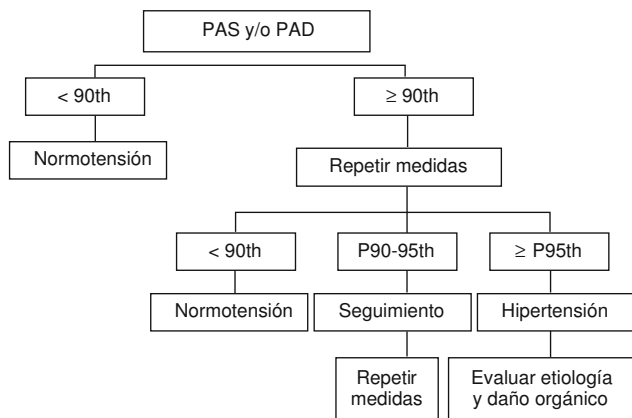 PAS y/o PAD
< 90th
≥ 90th
Normotensión
Repetir medidas
< 90th
P90-95th
≥ P95th
Normotensión
Seguimiento
Hipertensión
Repetir
medidas
Evaluar etiología
y daño orgánico